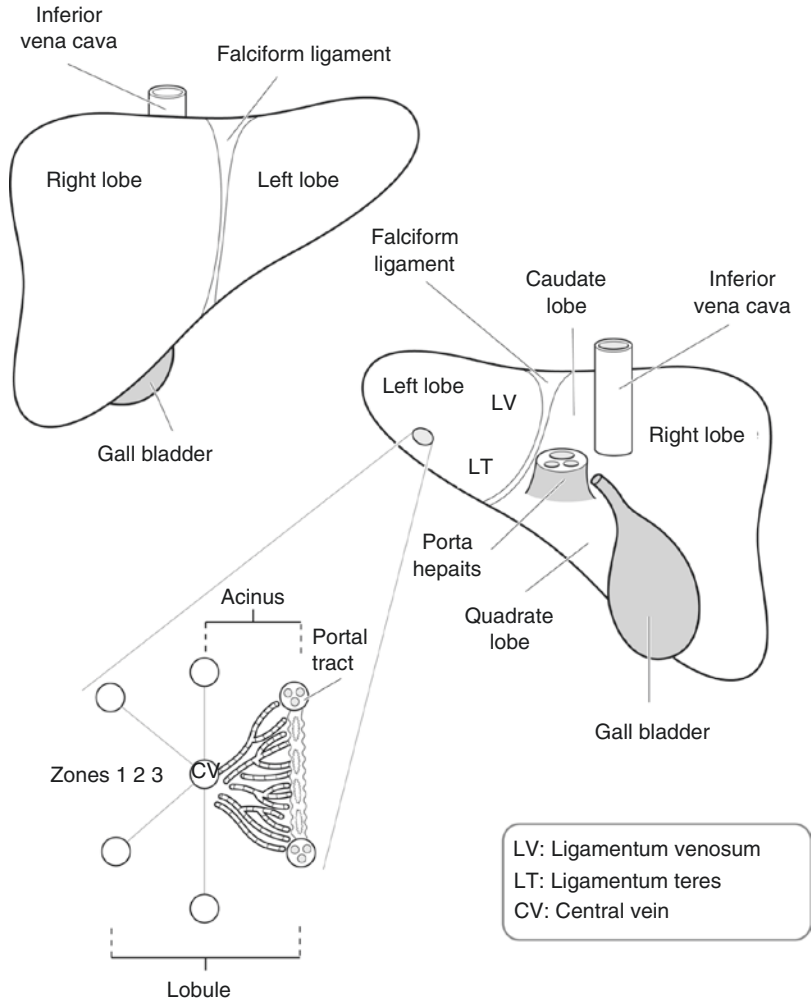 Inferior
vena cava
Falciform ligament
Right lobe
Left lobe
Gall bladder
Falciform
ligament
Caudate
lobe
Inferior
vena cava
Left lobe
LV
Right lobe
LT
Porta
hepaits
Quadrate
lobe
Gall bladder
Acinus
Portal
tract
Zones 1 2 3
CV
Lobule
LV: Ligamentum venosum
LT: Ligamentum teres
CV: Central vein